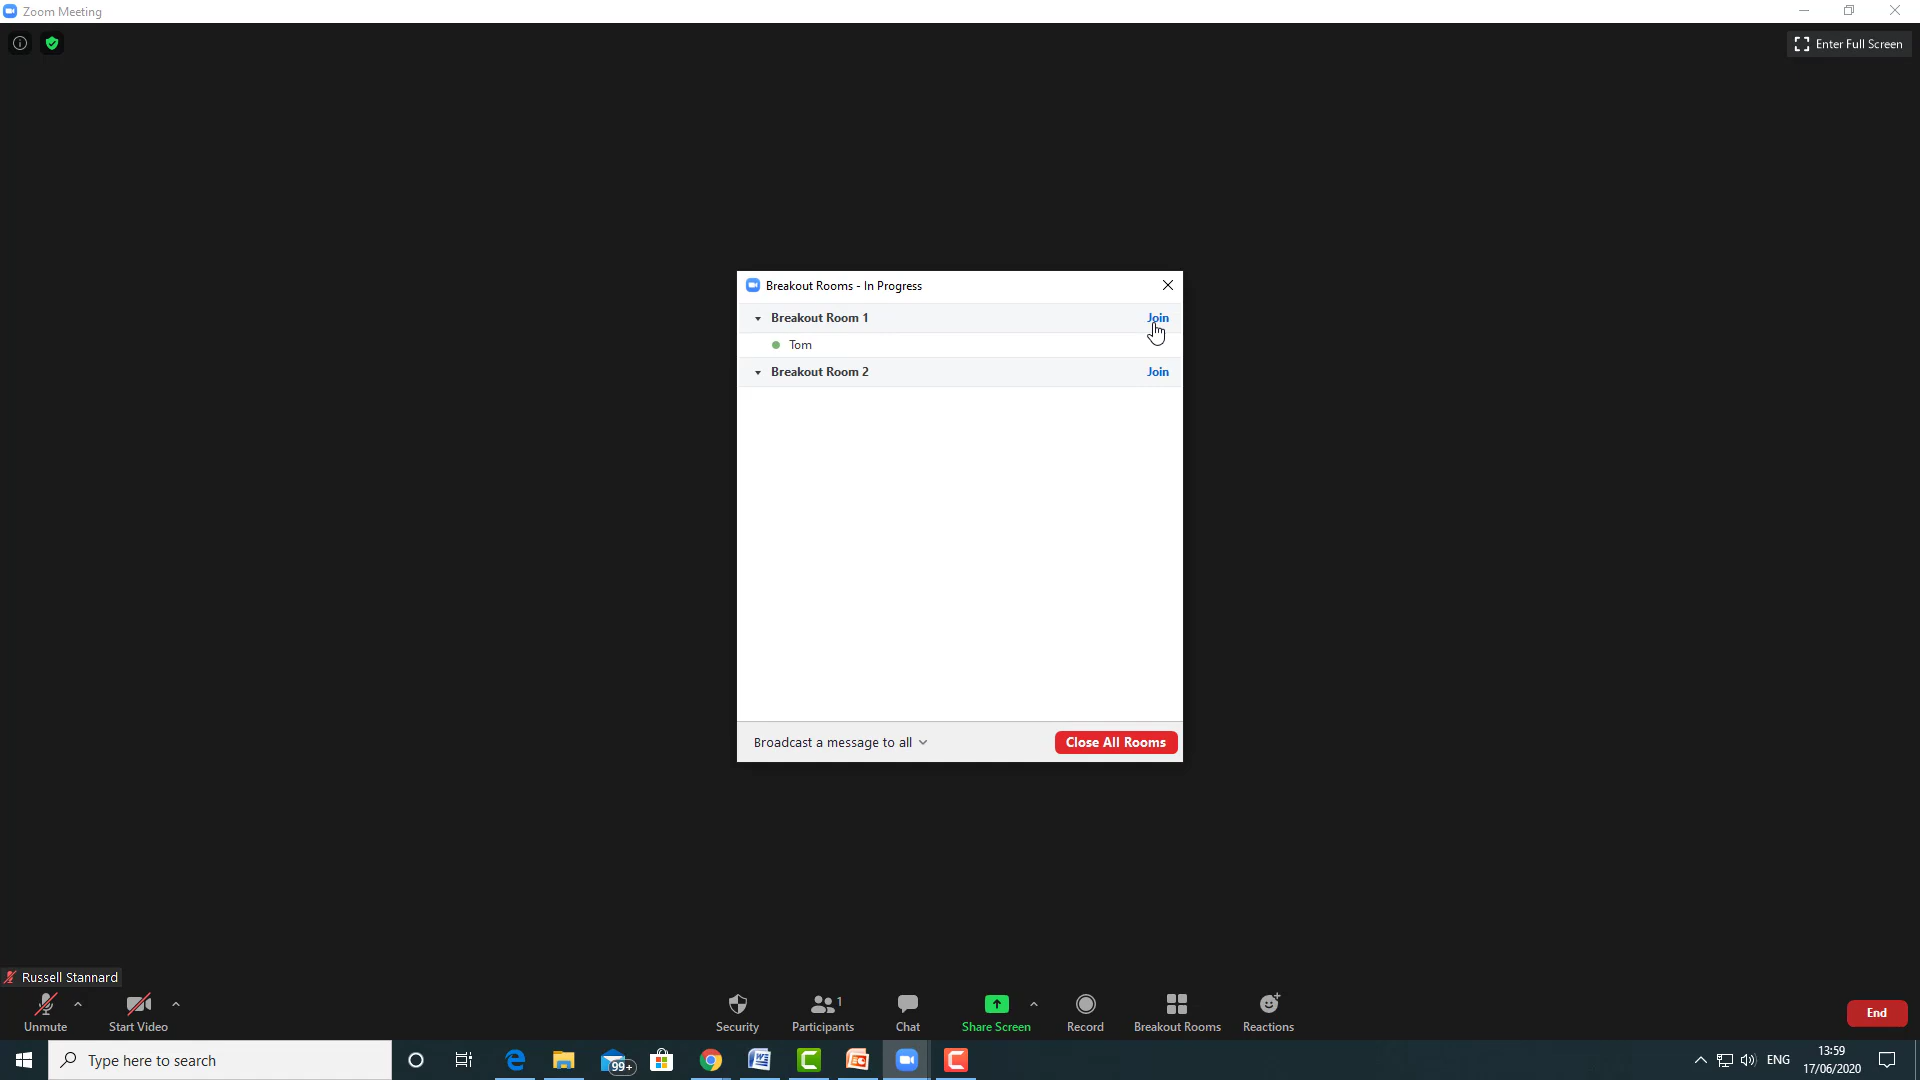 Zoom Meeting
Enter Full Screen
Breakout Rooms - In Progress
Breakout Room 1 Join
Tom
Breakout Room 2 Join
Broadcast a message to all Close All Rooms
Russell Stannard
1
Unmute Start Video Security Participants Chat Share Screen Record Breakout Rooms Reactions End
Type here to search 99+ ENG 13:59
17/06/2020